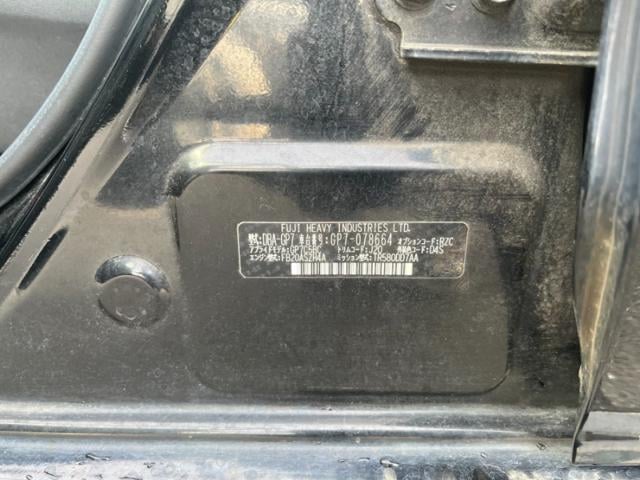 FUJI HEAVY INDUSTRIES LTD.
型式:DBA-GP7 車台番号:GP7-078664 オプションコード:RZC
アプライドモデル:GP7C5HC トリムコード:J20 外装色コード:D4S
エンジン型式:FB20AS2H4A ミッション型式:TR580DD7AA